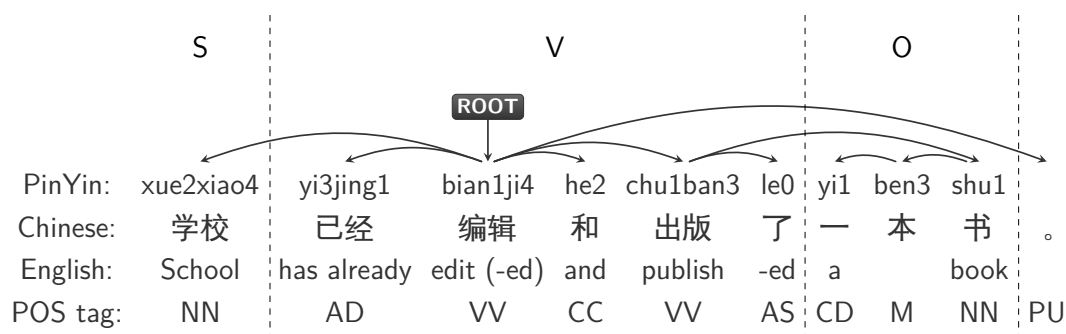 S V O
ROOT
PinYin: xue2xiao4 yi3jing1 bian1ji4 he2 chu1ban3 le0 yi1 ben3 shu1
Chinese: 学校 已经 编辑 和 出版 了 一 本 书 。
English: School has already edit (-ed) and publish -ed a book
POS tag: NN AD VV CC VV AS CD M NN PU